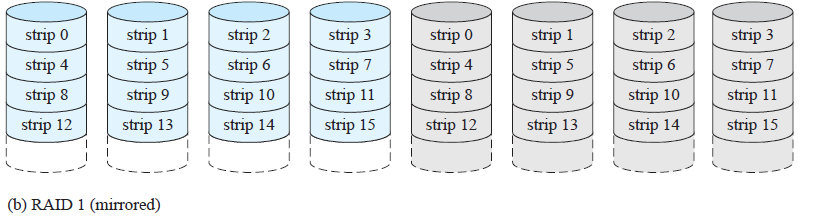 strip 0 strip 1 strip 2 strip 3 strip 0 strip 1 strip 2 strip 3
strip 4 strip 5 strip 6 strip 7 strip 4 strip 5 strip 6 strip 7
strip 8 strip 9 strip 10 strip 11 strip 8 strip 9 strip 10 strip 11
strip 12 strip 13 strip 14 strip 15 strip 12 strip 13 strip 14 strip 15
(b) RAID 1 (mirrored)